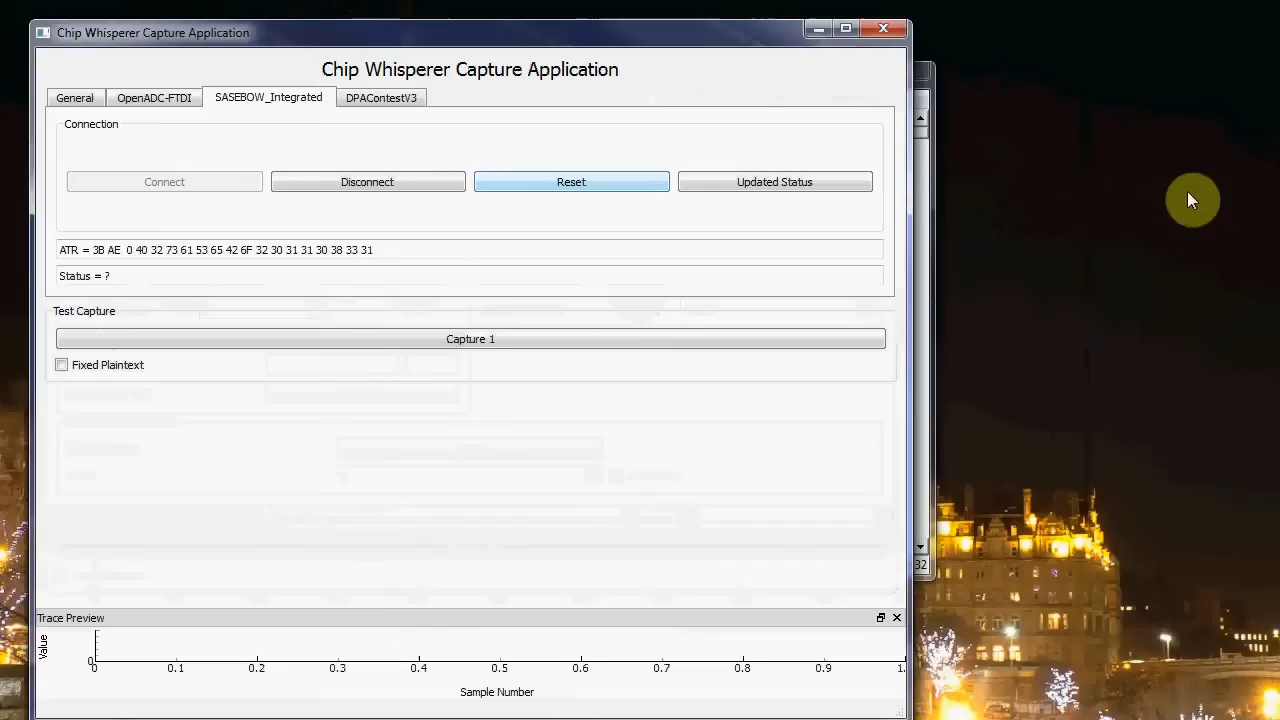 Chip Whisperer Capture Application
Chip Whisperer Capture Application
General OpenADC-FTDI SASEBOW_Integrated DPAContestV3
Connection
Connect Disconnect Reset Updated Status
ATR = 3B AE 0 40 32 73 61 53 65 42 6F 32 30 31 31 30 38 33 31
Status = ?
Test Capture
Capture 1
Fixed Plaintext
32
Trace Preview
Value
0
0 0.1 0.2 0.3 0.4 0.5 0.6 0.7 0.8 0.9 1.
Sample Number